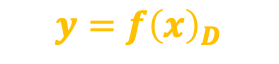 y = f(x)_D